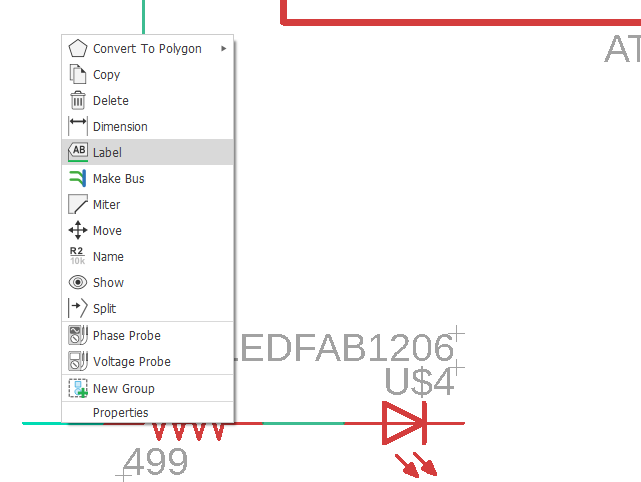 AT
Convert To Polygon
Copy
Delete
Dimension
AB Label
Make Bus
Miter
Move
R2 10k Name
Show
Split
Phase Probe
Voltage Probe
New Group
Properties
EDFAB1206
U$4
499